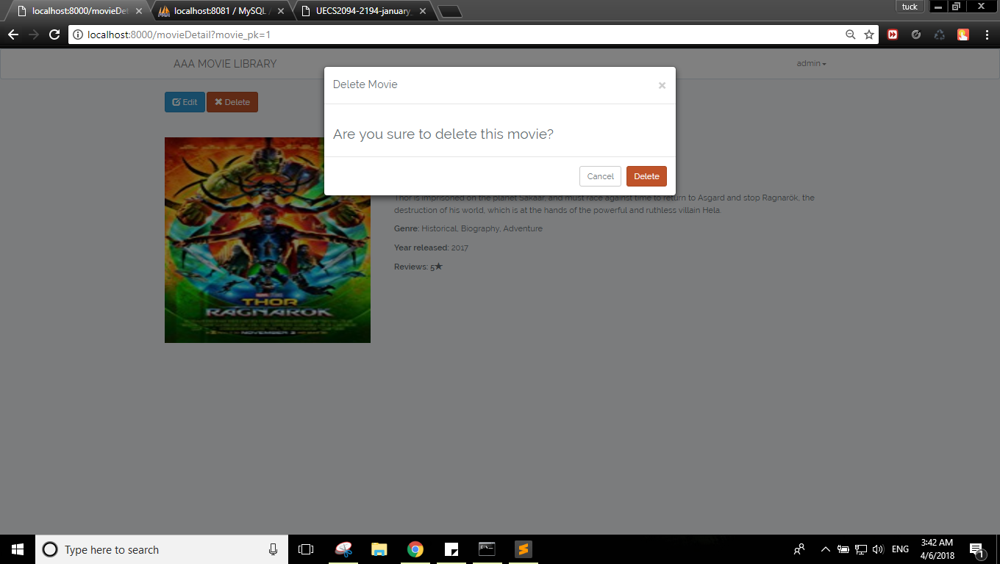 localhost:8000/movieDet
localhost:8081 / MySQL /
UECS2094-2194-january_
tuck
localhost:8000/movieDetail?movie_pk=1
AAA MOVIE LIBRARY
admin
Delete Movie
×
Edit
Delete
Are you sure to delete this movie?
Cancel
Delete
Thor is imprisoned on the planet Sakaar, and must race against time to return to Asgard and stop Ragnarök, the
destruction of his world, which is at the hands of the powerful and ruthless villain Hela.
Genre: Historical, Biography, Adventure
Year released: 2017
Reviews: 5★
THOR
RAGNAROK
NOVEMBER 3
Type here to search
ENG
3:42 AM
4/6/2018
1